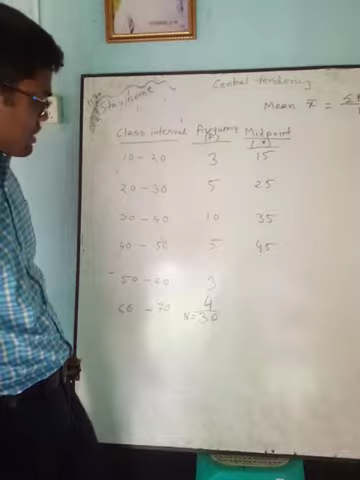 Stay home
Central tendency
Mean x̄ =
Class interval Frequency Midpoint
(f) (x)
10 - 20 3 15
20 - 30 5 25
30 - 40 10 35
40 - 50 5 45
50 - 60 3
60 - 70 4
N = 30